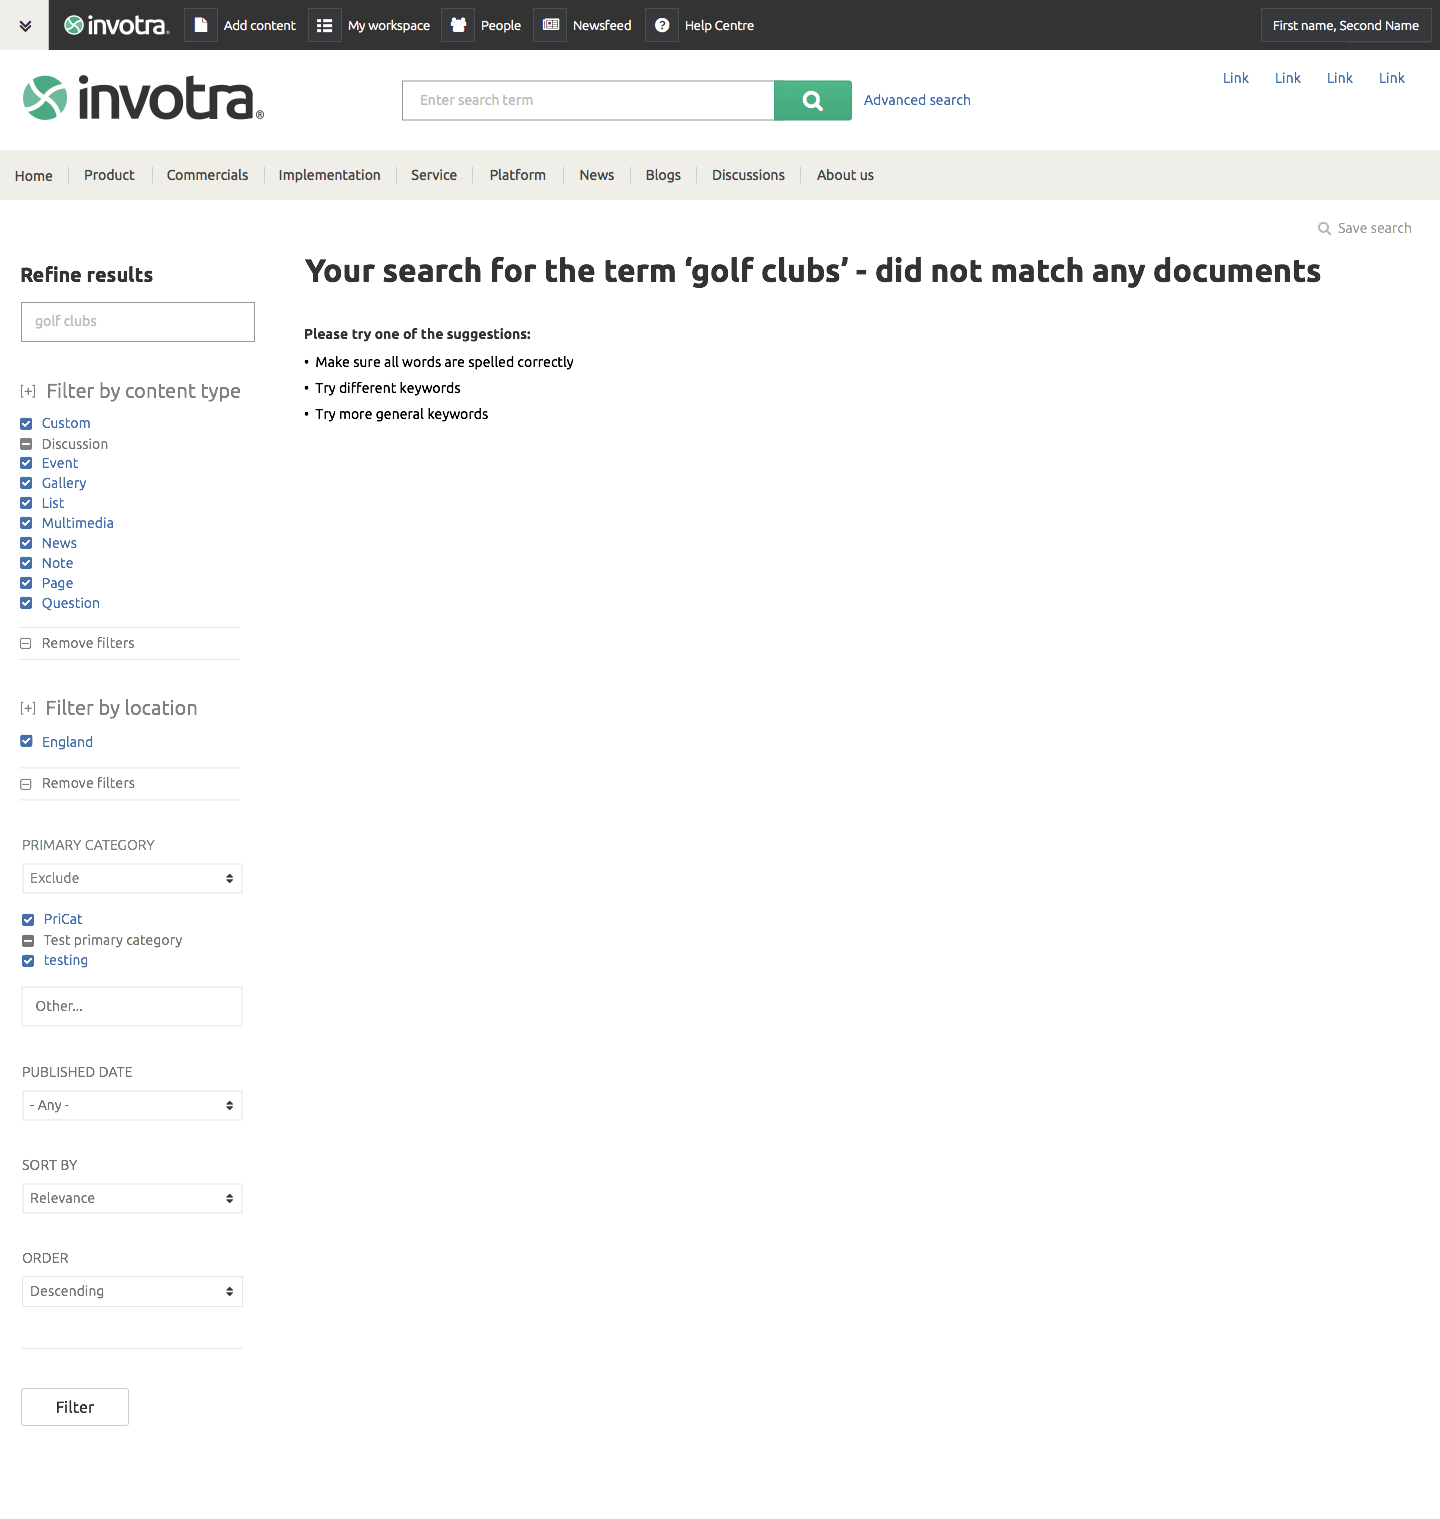 invotra. Add content My workspace People Newsfeed Help Centre First name, Second Name
invotra®
Enter search term
Advanced search
Link Link Link Link
Home Product Commercials Implementation Service Platform News Blogs Discussions About us
Save search
Refine results
golf clubs
[+] Filter by content type
Custom
Discussion
Event
Gallery
List
Multimedia
News
Note
Page
Question
Remove filters
[+] Filter by location
England
Remove filters
PRIMARY CATEGORY
Exclude
PriCat
Test primary category
testing
Other...
PUBLISHED DATE
- Any -
SORT BY
Relevance
ORDER
Descending
Filter
Your search for the term ‘golf clubs’ - did not match any documents
Please try one of the suggestions:
• Make sure all words are spelled correctly
• Try different keywords
• Try more general keywords